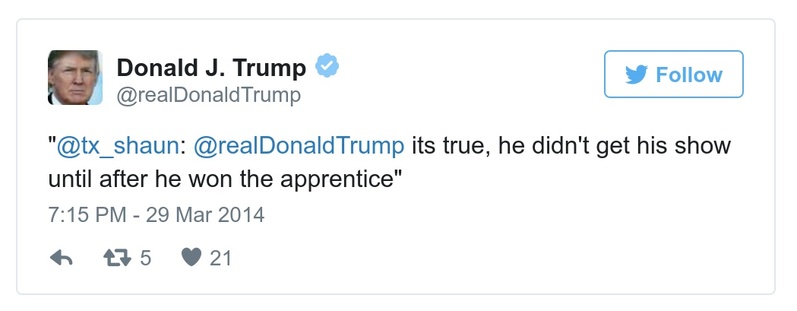 Donald J. Trump
@realDonaldTrump
Follow
"@tx_shaun: @realDonaldTrump its true, he didn't get his show
until after he won the apprentice"
7:15 PM - 29 Mar 2014
5 21